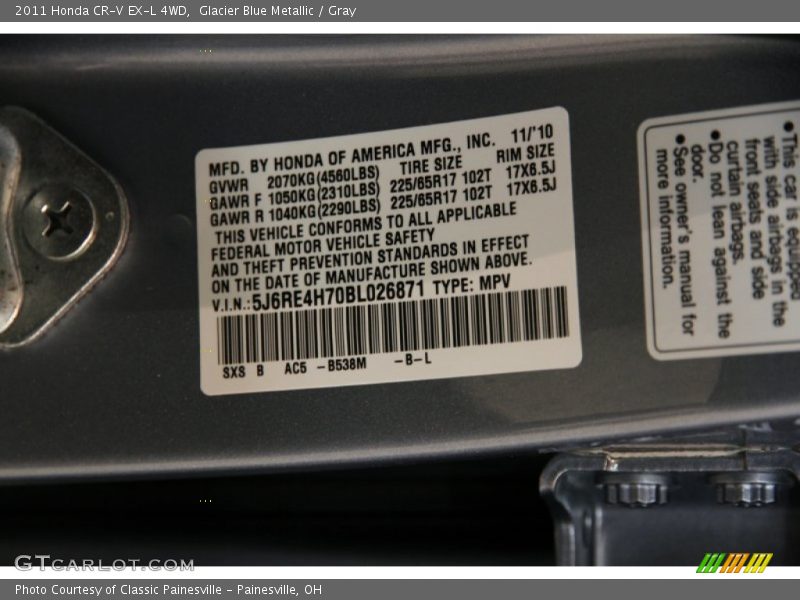 2011 Honda CR-V EX-L 4WD,  Glacier Blue Metallic / Gray
MFD. BY HONDA OF AMERICA MFG., INC. 11/'10
GVWR 2070KG(4560LBS) TIRE SIZE RIM SIZE
GAWR F 1050KG(2310LBS) 225/65R17 102T 17X6.5J
GAWR R 1040KG(2290LBS) 225/65R17 102T 17X6.5J
THIS VEHICLE CONFORMS TO ALL APPLICABLE
FEDERAL MOTOR VEHICLE SAFETY
AND THEFT PREVENTION STANDARDS IN EFFECT
ON THE DATE OF MANUFACTURE SHOWN ABOVE.
V.I.N.: 5J6RE4H70BL026871 TYPE: MPV
SXS B AC5 -B538M -B-L
●This car is equipped
with side airbags in the
front seats and side
curtain airbags.
●Do not lean against the
door.
●See owner's manual for
more information.
GTCARLOT.COM
Photo Courtesy of Classic Painesville - Painesville, OH